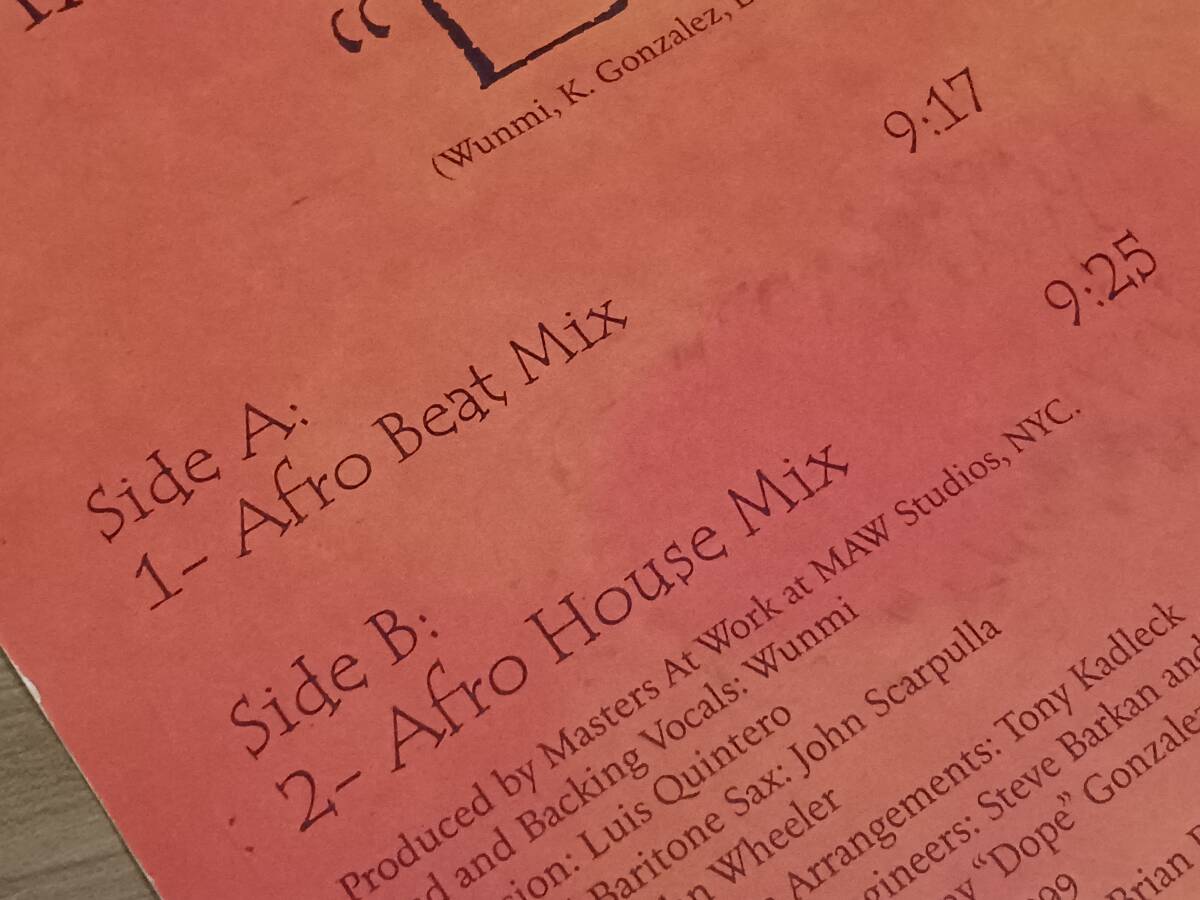 “
(Wunmi, K. Gonzalez,
Side A:
1- Afro Beat Mix 9:17
Side B:
2- Afro House Mix 9:25
Produced by Masters At Work at MAW Studios, NYC.
and Backing Vocals: Wunmi
Luis Quintero
Baritone Sax: John Scarpulla
Wheeler
Arrangements: Tony Kadleck
Steve Barkan and
“Dope”
Brian